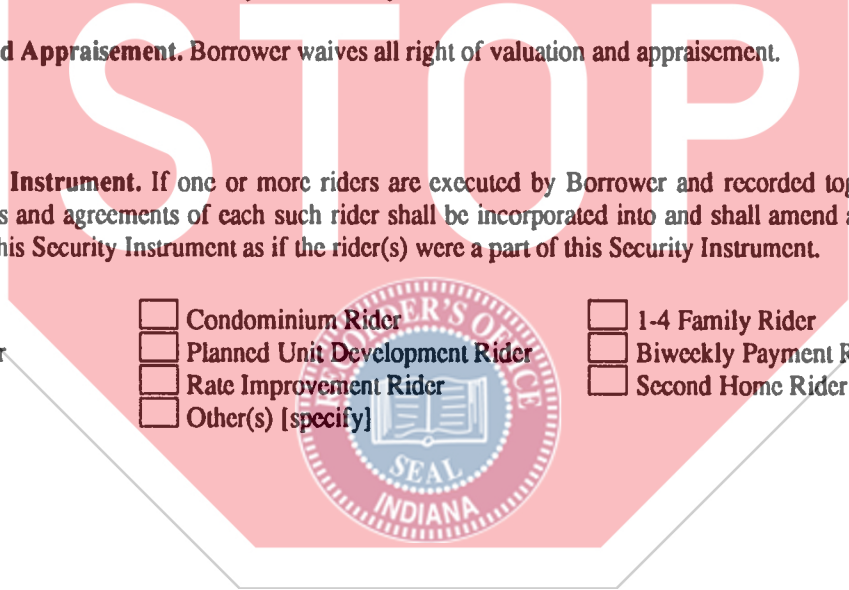 STOP
d Appraisement. Borrower waives all right of valuation and appraisement.
Instrument. If one or more riders are executed by Borrower and recorded tog
s and agreements of each such rider shall be incorporated into and shall amend a
his Security Instrument as if the rider(s) were a part of this Security Instrument.
Condominium Rider 1-4 Family Rider
r Planned Unit Development Rider Biweekly Payment R
Rate Improvement Rider Second Home Rider
Other(s) [specify]
RECORDER'S OFFICE
SEAL
INDIANA